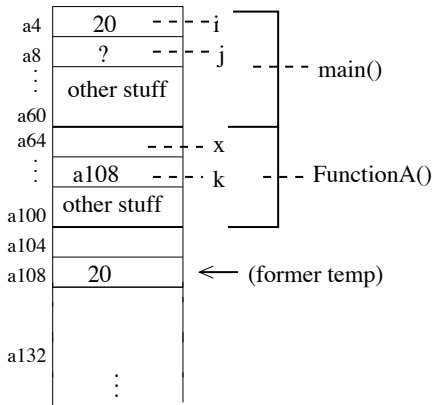 a4 20 i
a8 ? j
other stuff
main()
a60
a64 x
a108 k FunctionA()
other stuff
a100
a104
a108 20 (former temp)
a132